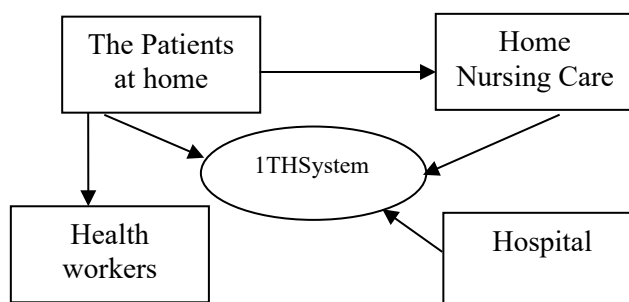 The Patients
at home
Home
Nursing Care
1THSystem
Health
workers
Hospital